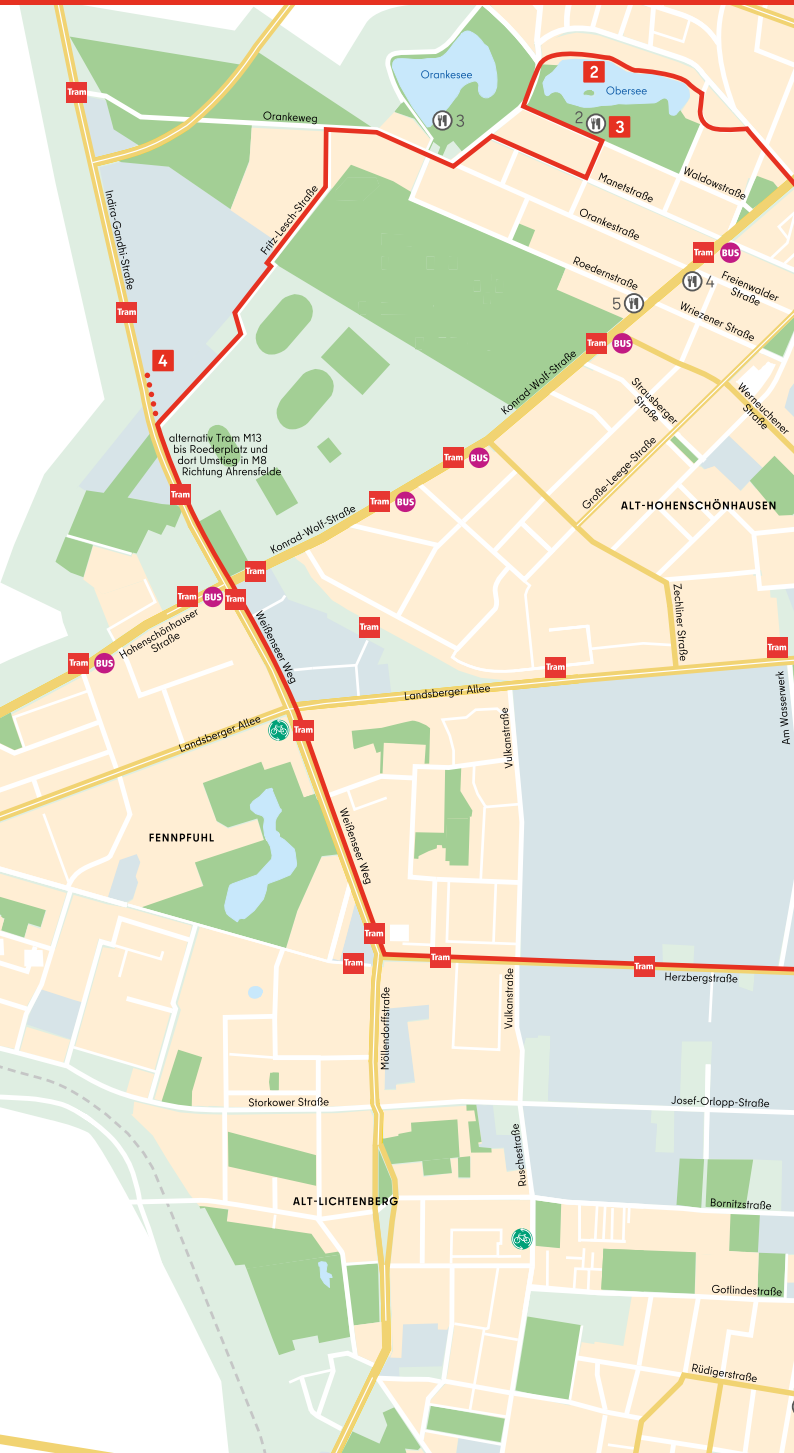 Orankesee
2
Obersee
Tram
3
2
3
Orankeweg
Waldowstraße
Manetstraße
Indira-Gandhi-Straße
Fritz-Lesch-Straße
Orankestraße
Tram
BUS
Roedernstraße
4
Freienwalder
Straße
5
Wriezener Straße
Tram
Tram
BUS
4
Konrad-Wolf-Straße
Strausberger
Straße
Werneuchener
Straße
alternativ Tram M13
bis Roederplatz und
dort Umstieg in M8
Richtung Ahrensfelde
Große-Leege-Straße
Tram
BUS
Tram
Tram
BUS
ALT-HOHENSCHÖNHAUSEN
Konrad-Wolf-Straße
Tram
Tram
BUS
Tram
Zechliner Straße
Hohenschönhauser
Straße
Weißenseer Weg
Tram
Tram
Tram
BUS
Tram
Landsberger Allee
Am Wasserwerk
Landsberger Allee
Tram
Vulkanstraße
FENNPFUHL
Weißenseer Weg
Tram
Tram
Tram
Tram
Herzbergstraße
Vulkanstraße
Möllendorffstraße
Storkower Straße
Josef-Orlopp-Straße
Ruschestraße
ALT-LICHTENBERG
Bornitzstraße
Gotlindestraße
Rüdigerstraße